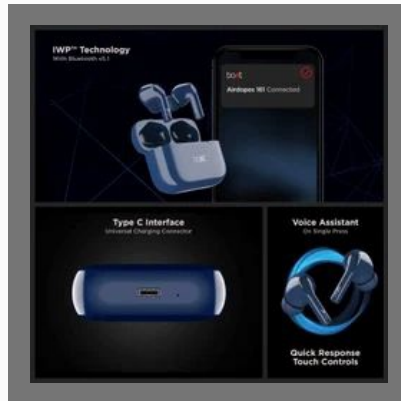 IWP™ Technology
With Bluetooth v5.1
boAt
Airdopes 161 Connected
Type C Interface
Universal Charging Connector
Voice Assistant
On Single Press
Quick Response
Touch Controls